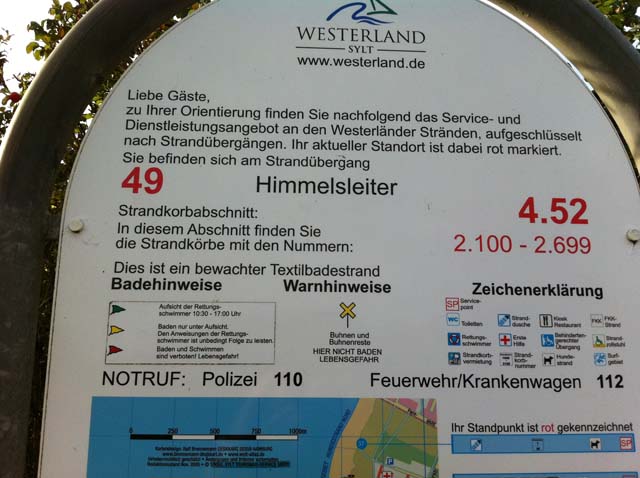 WESTERLAND
SYLT
www.westerland.de
Liebe Gäste,
zu Ihrer Orientierung finden Sie nachfolgend das Service- und
Dienstleistungsangebot an den Westerländer Stränden, aufgeschlüsselt
nach Strandübergängen. Ihr aktueller Standort ist dabei rot markiert.
Sie befinden sich am Strandübergang
49 Himmelsleiter
Strandkorbabschnitt: 4.52
In diesem Abschnitt finden Sie
die Strandkörbe mit den Nummern: 2.100 - 2.699
Dies ist ein bewachter Textilbadestrand
Badehinweise
Aufsicht der Rettungs-
schwimmer 10:30 - 17:00 Uhr
Baden nur unter Aufsicht.
Den Anweisungen der Rettungs-
schwimmer ist unbedingt Folge zu leisten.
Baden und Schwimmen
sind verboten! Lebensgefahr!
Warnhinweise
Buhnen und
Buhnenreste
HIER NICHT BADEN
LEBENSGEFAHR
Zeichenerklärung
SP Service-
point
WC Toiletten
Strand-
dusche
Kiosk
Restaurant
FKK FKK-
Strand
Rettungs-
schwimmer
Erste
Hilfe
Behinderten-
gerechter
Übergang
Strand-
rollstuhl
Strandkorb-
vermietung
Strand-
korb-
nummer
Hunde-
strand
Surf-
gebiet
NOTRUF: Polizei 110 Feuerwehr/Krankenwagen 112
0 250 500 750 1000m
Ihr Standpunkt ist rot gekennzeichnet